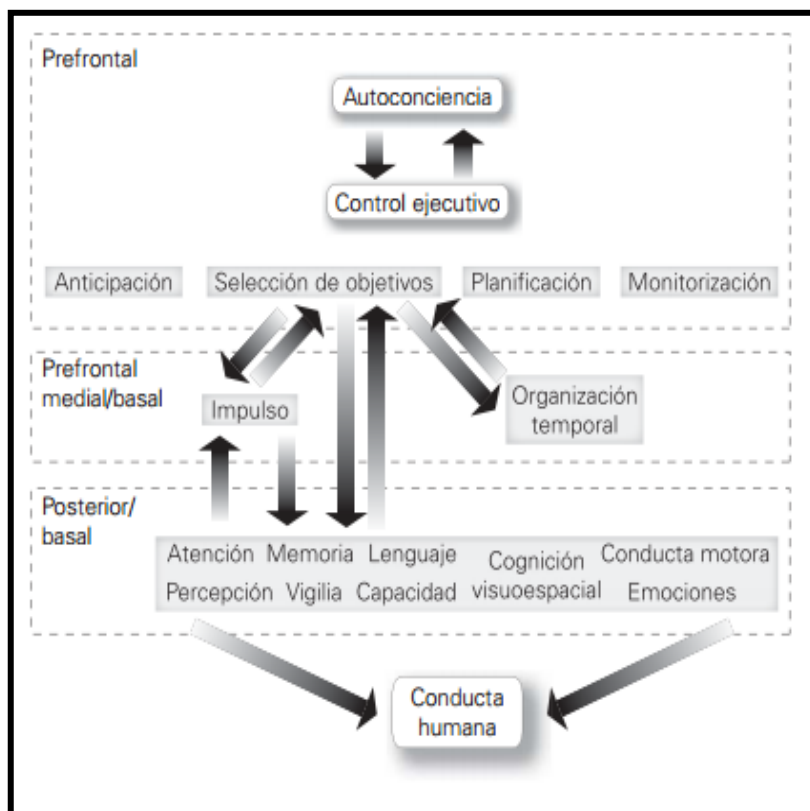 Prefrontal
Autoconciencia
Control ejecutivo
Anticipación
Selección de objetivos
Planificación
Monitorización
Prefrontal
medial/basal
Impulso
Organización
temporal
Posterior/
basal
Atención Memoria Lenguaje
Percepción Vigilia Capacidad
Cognición
visuoespacial
Conducta motora
Emociones
Conducta
humana